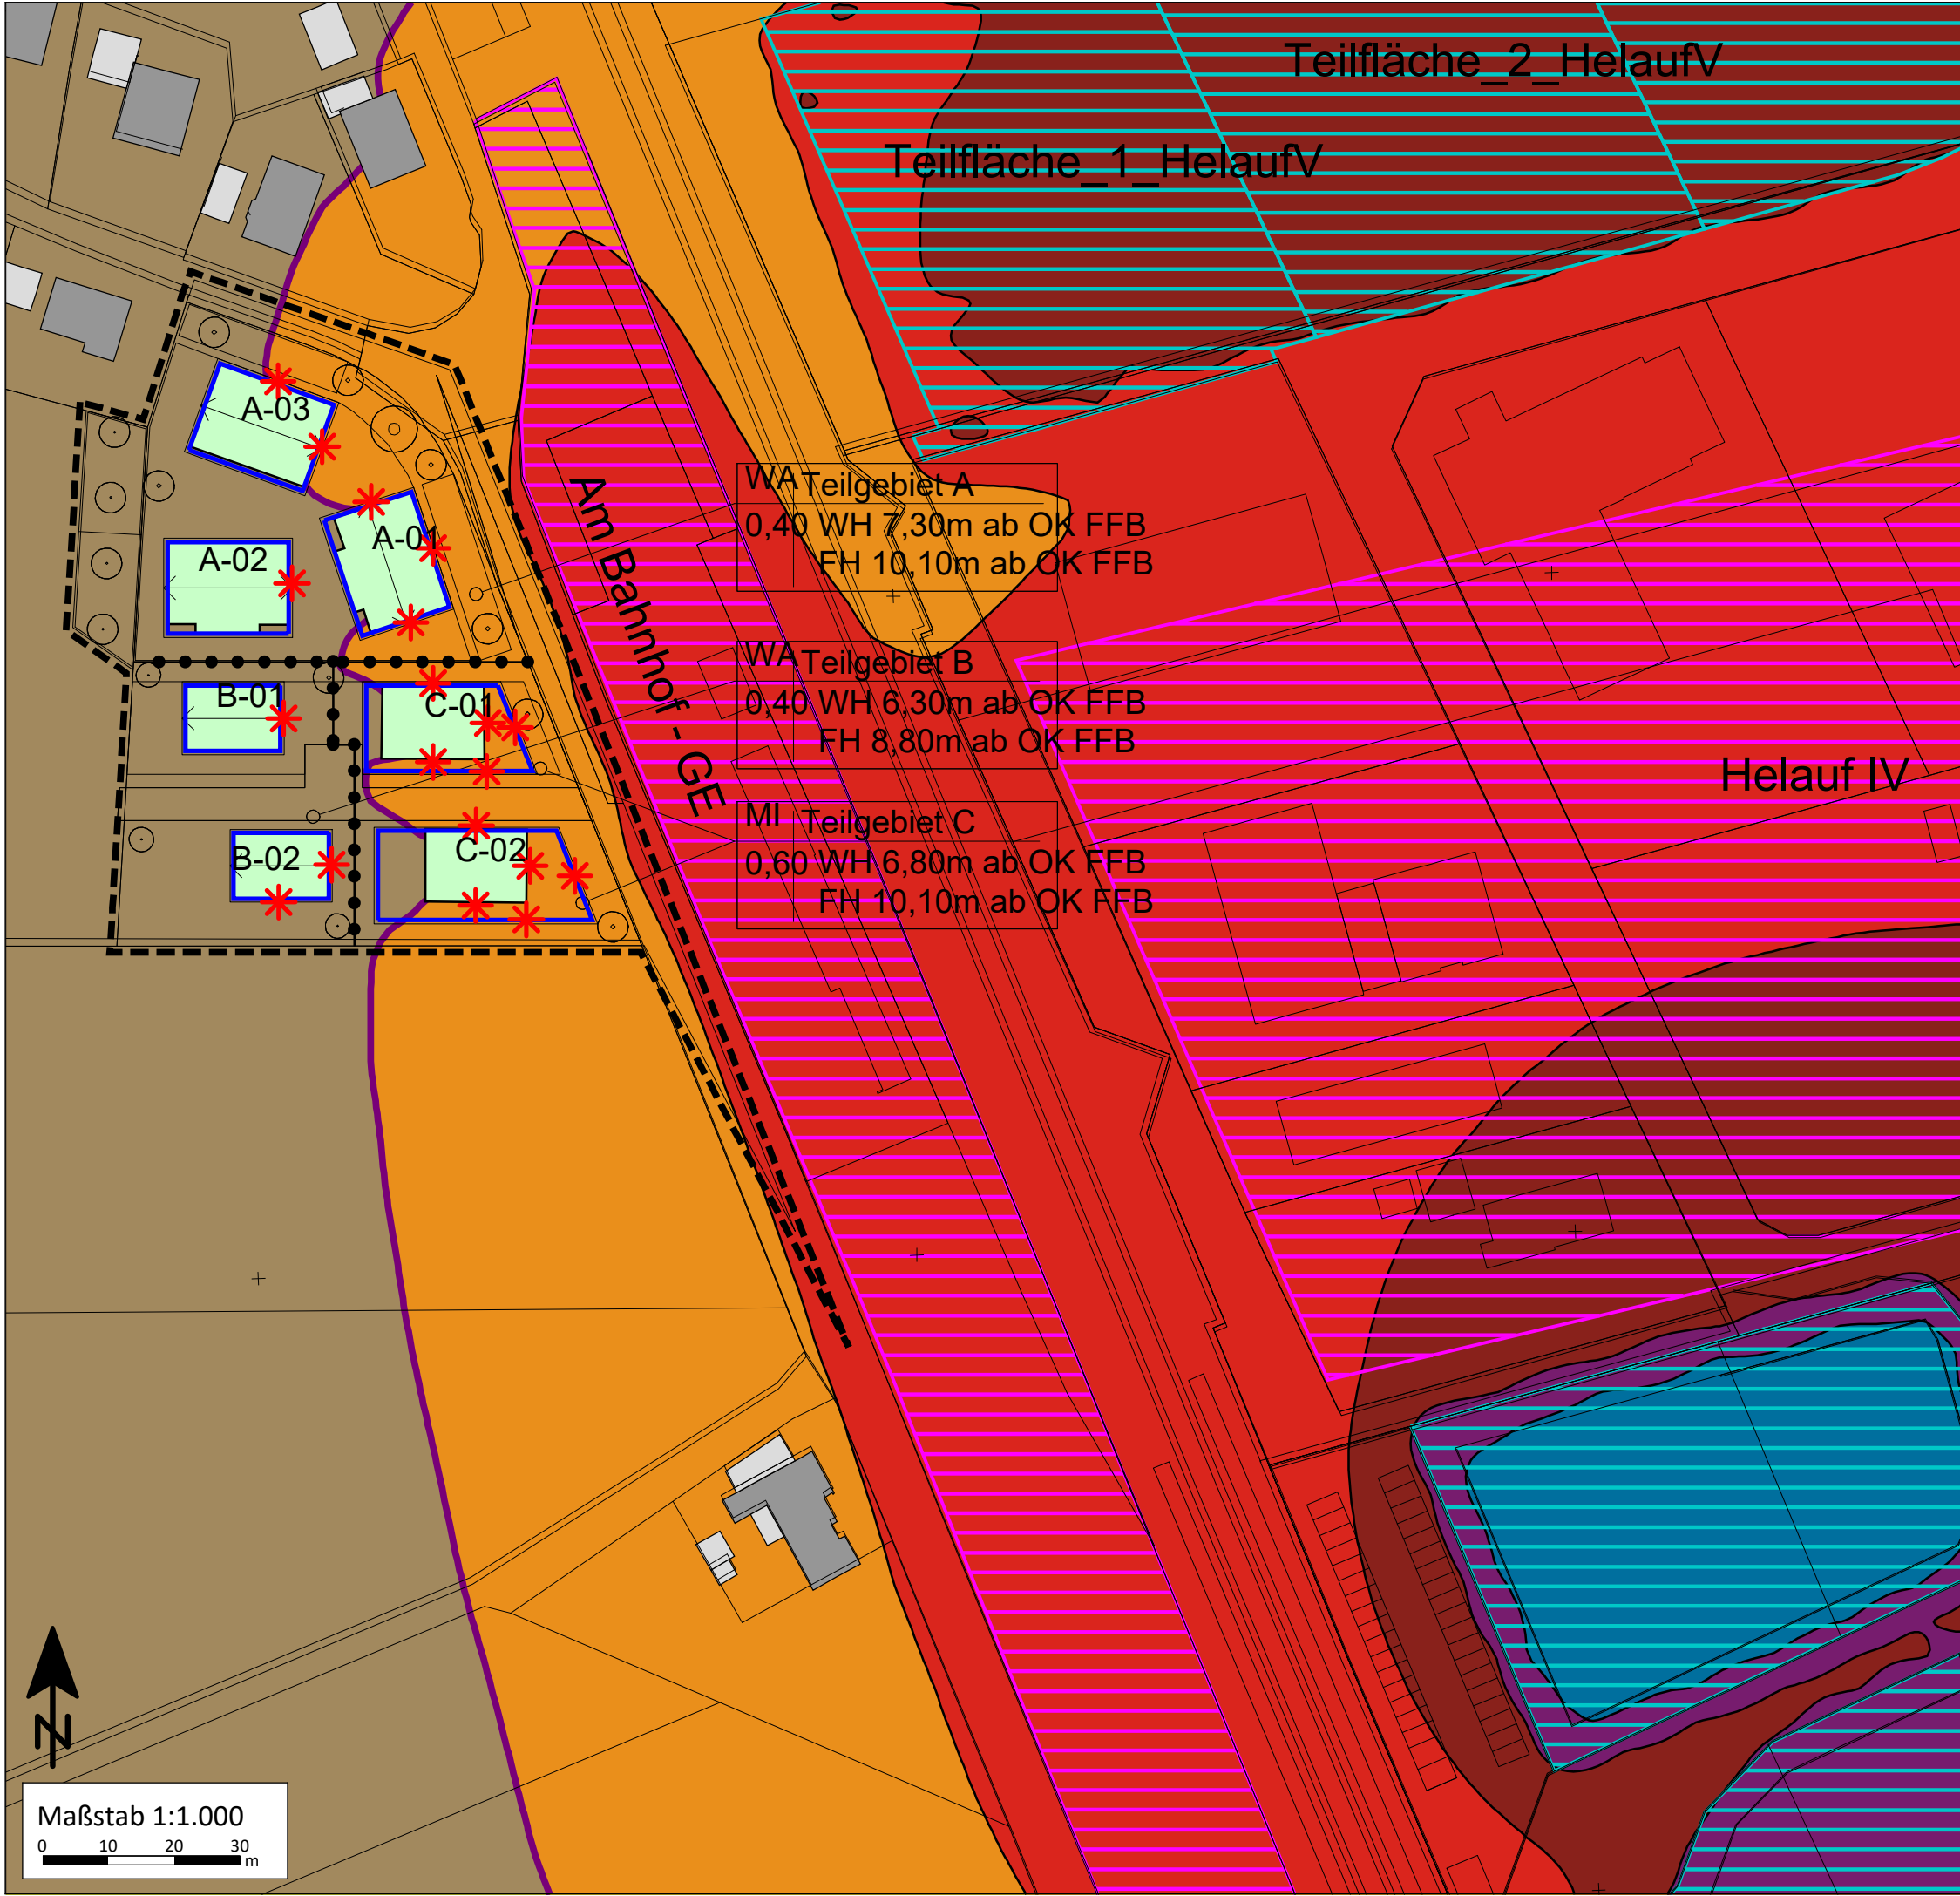 Teilfläche_2_HelaufV
Teilfläche_1_HelaufV
A-03
A-01
A-02
B-01
C-01
B-02
C-02
Am Bahnhof - GE
WA Teilgebiet A
0,40 WH 7,30m ab OK FFB
FH 10,10m ab OK FFB
WA Teilgebiet B
0,40 WH 6,30m ab OK FFB
FH 8,80m ab OK FFB
MI Teilgebiet C
0,60 WH 6,80m ab OK FFB
FH 10,10m ab OK FFB
Helauf IV
N
Maßstab 1:1.000
0 10 20 30
m